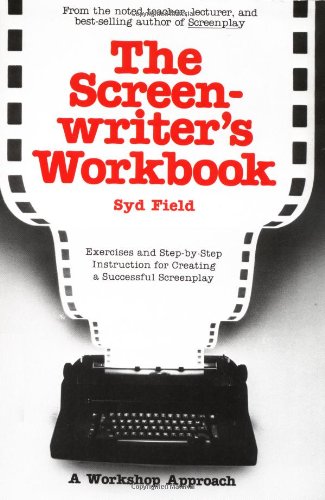 From the noted teacher, lecturer, and
best-selling author of Screenplay
The
Screen-
writer's
Workbook
Syd Field
Exercises and Step-by-Step
Instruction for Creating
a Successful Screenplay
A Workshop Approach